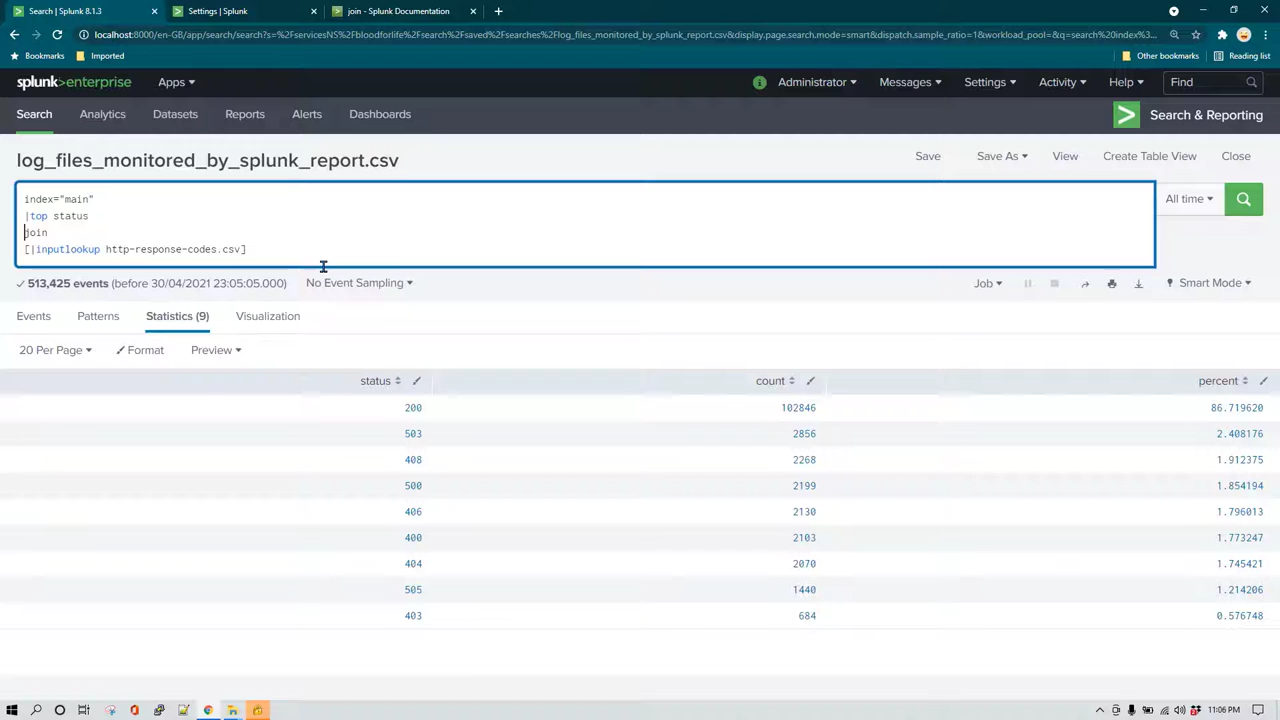 Search | Splunk 8.1.3
Settings | Splunk
join - Splunk Documentation
localhost:8000/en-GB/app/search/search?s=%2FservicesNS%2Fbloodforlife%2Fsearch%2Fsaved%2Fsearches%2Flog_files_monitored_by_splunk_report.csv&display.page.search.mode=smart&dispatch.sample_ratio=1&workload_pool=&q=search%20index%3...
Bookmarks Imported Other bookmarks Reading list
splunk>enterprise Apps Administrator Messages Settings Activity Help Find
Search Analytics Datasets Reports Alerts Dashboards Search & Reporting
log_files_monitored_by_splunk_report.csv Save Save As View Create Table View Close
index="main"
|top status
join
[|inputlookup http-response-codes.csv]
All time
513,425 events (before 30/04/2021 23:05:05.000) No Event Sampling Job Smart Mode
Events Patterns Statistics (9) Visualization
20 Per Page Format Preview
status count percent
200 102846 86.719620
503 2856 2.408176
408 2268 1.912375
500 2199 1.854194
406 2130 1.796013
400 2103 1.773247
404 2070 1.745421
505 1440 1.214206
403 684 0.576748
11:06 PM